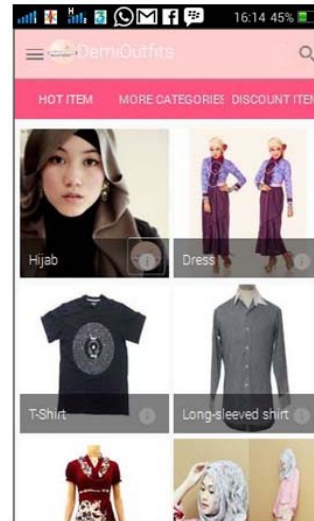 H
16:14 45%
DemiOutfits
HOT ITEM MORE CATEGORIES DISCOUNT ITEM
Hijab
Dress
T-Shirt
Long-sleeved shirt